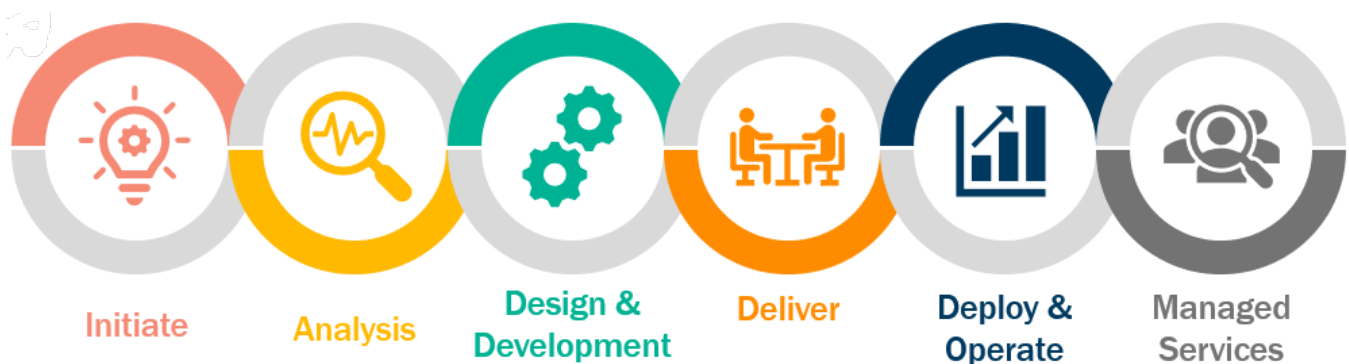 Initiate
Analysis
Design &
Development
Deliver
Deploy &
Operate
Managed
Services